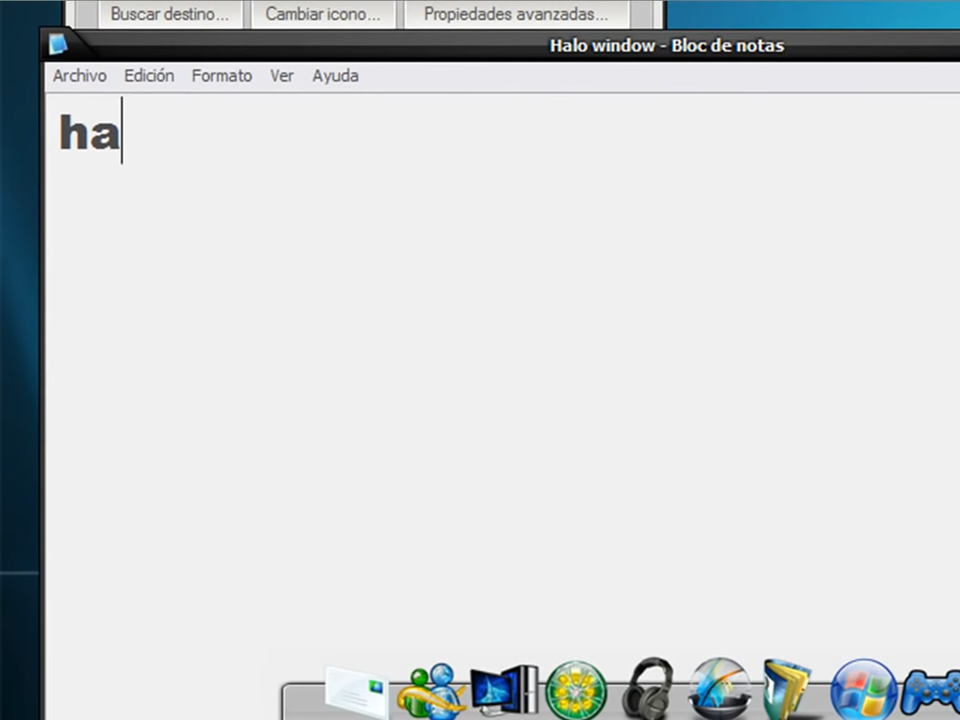 Buscar destino... Cambiar icono... Propiedades avanzadas...
Halo window - Bloc de notas
Archivo Edición Formato Ver Ayuda
ha